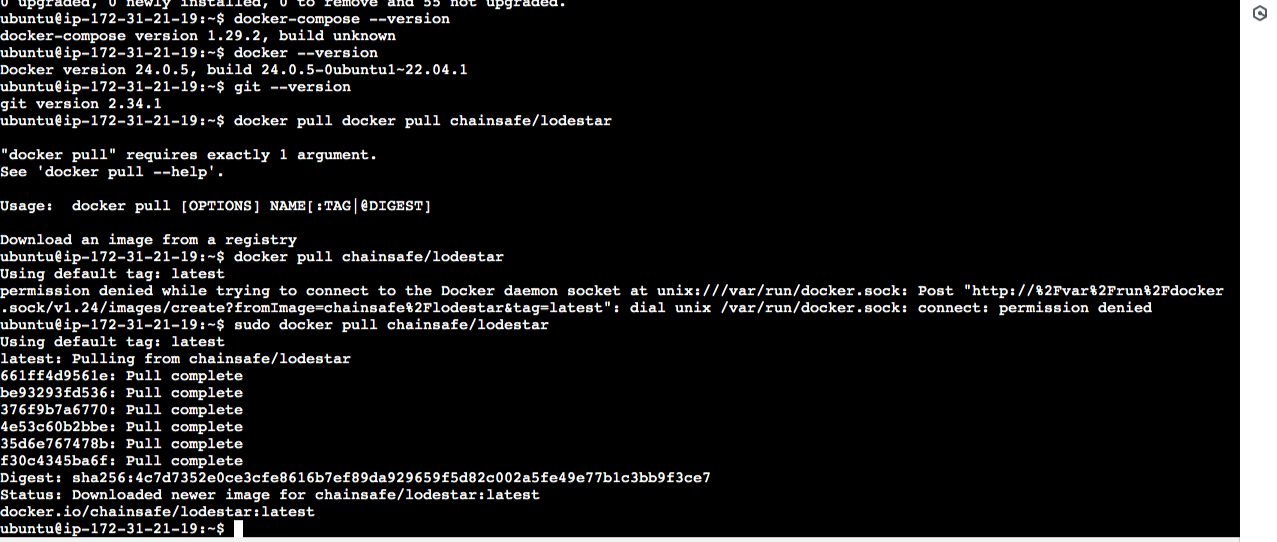 0 upgraded, 0 newly installed, 0 to remove and 55 not upgraded.
ubuntu@ip-172-31-21-19:~$ docker-compose --version
docker-compose version 1.29.2, build unknown
ubuntu@ip-172-31-21-19:~$ docker --version
Docker version 24.0.5, build 24.0.5-0ubuntu1~22.04.1
ubuntu@ip-172-31-21-19:~$ git --version
git version 2.34.1
ubuntu@ip-172-31-21-19:~$ docker pull docker pull chainsafe/lodestar
"docker pull" requires exactly 1 argument.
See 'docker pull --help'.
Usage:  docker pull [OPTIONS] NAME[:TAG|@DIGEST]
Download an image from a registry
ubuntu@ip-172-31-21-19:~$ docker pull chainsafe/lodestar
Using default tag: latest
permission denied while trying to connect to the Docker daemon socket at unix:///var/run/docker.sock: Post "http://%2Fvar%2Frun%2Fdocker
.sock/v1.24/images/create?fromImage=chainsafe%2Flodestar&tag=latest": dial unix /var/run/docker.sock: connect: permission denied
ubuntu@ip-172-31-21-19:~$ sudo docker pull chainsafe/lodestar
Using default tag: latest
latest: Pulling from chainsafe/lodestar
661ff4d9561e: Pull complete
be93293fd536: Pull complete
376f9b7a6770: Pull complete
4e53c60b2bbe: Pull complete
35d6e767478b: Pull complete
f30c4345ba6f: Pull complete
Digest: sha256:4c7d7352e0ce3cfe8616b7ef89da929659f5d82c002a5fe49e77b1c3bb9f3ce7
Status: Downloaded newer image for chainsafe/lodestar:latest
docker.io/chainsafe/lodestar:latest
ubuntu@ip-172-31-21-19:~$